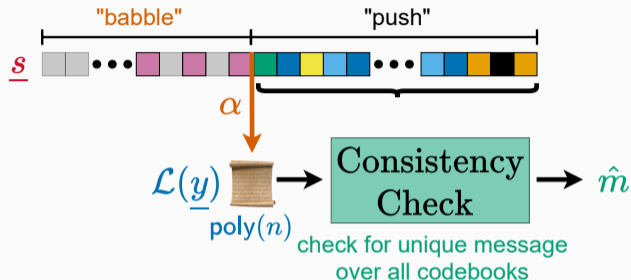 "babble" "push"
s
α
ℒ(y) Consistency Check m̂
poly(n)
check for unique message
over all codebooks